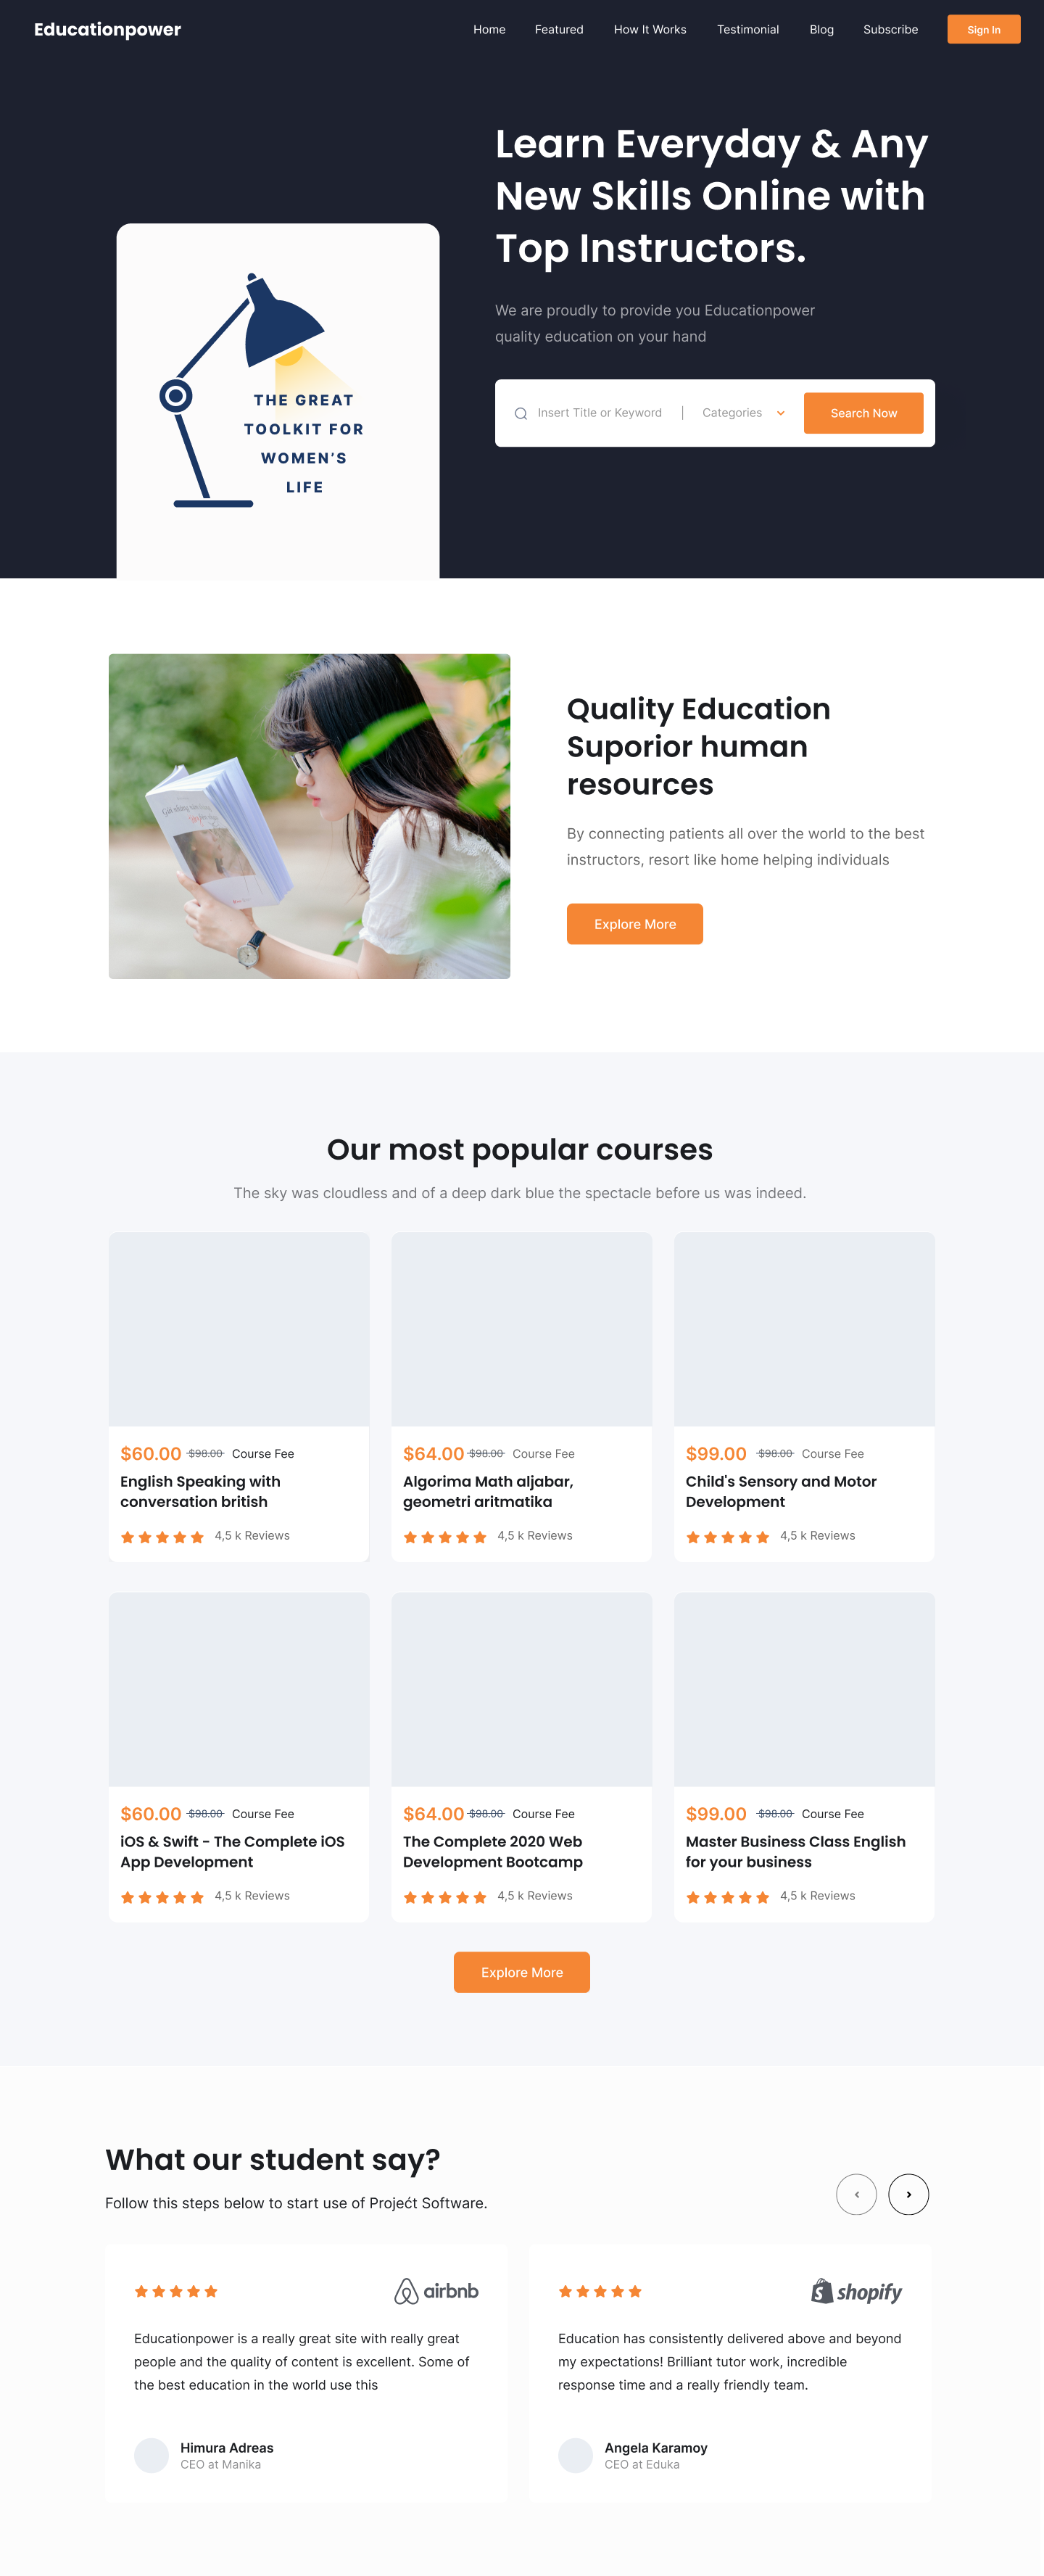 Educationpower
Home Featured How It Works Testimonial Blog Subscribe Sign In
Learn Everyday & Any
New Skills Online with
Top Instructors.
We are proudly to provide you Educationpower
quality education on your hand
Insert Title or Keyword | Categories Search Now
THE GREAT
TOOLKIT FOR
WOMEN'S
LIFE
Quality Education
Suporior human
resources
By connecting patients all over the world to the best
instructors, resort like home helping individuals
Explore More
Our most popular courses
The sky was cloudless and of a deep dark blue the spectacle before us was indeed.
$60.00 $98.00 Course Fee
English Speaking with
conversation british
4,5 k Reviews
$64.00 $98.00 Course Fee
Algorima Math aljabar,
geometri aritmatika
4,5 k Reviews
$99.00 $98.00 Course Fee
Child's Sensory and Motor
Development
4,5 k Reviews
$60.00 $98.00 Course Fee
iOS & Swift - The Complete iOS
App Development
4,5 k Reviews
$64.00 $98.00 Course Fee
The Complete 2020 Web
Development Bootcamp
4,5 k Reviews
$99.00 $98.00 Course Fee
Master Business Class English
for your business
4,5 k Reviews
Explore More
What our student say?
Follow this steps below to start use of Projećt Software.
airbnb
Educationpower is a really great site with really great
people and the quality of content is excellent. Some of
the best education in the world use this
Himura Adreas
CEO at Manika
shopify
Education has consistently delivered above and beyond
my expectations! Brilliant tutor work, incredible
response time and a really friendly team.
Angela Karamoy
CEO at Eduka